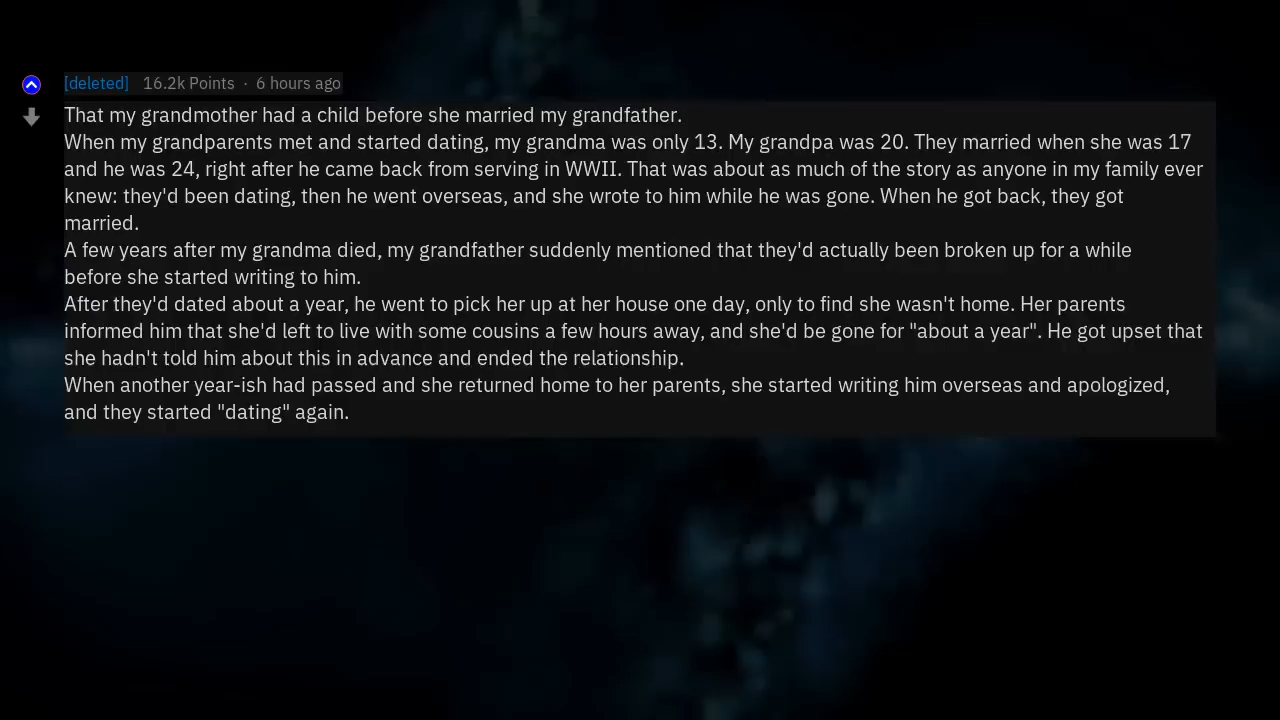 [deleted] 16.2k Points · 6 hours ago
That my grandmother had a child before she married my grandfather.
When my grandparents met and started dating, my grandma was only 13. My grandpa was 20. They married when she was 17
and he was 24, right after he came back from serving in WWII. That was about as much of the story as anyone in my family ever
knew: they'd been dating, then he went overseas, and she wrote to him while he was gone. When he got back, they got
married.
A few years after my grandma died, my grandfather suddenly mentioned that they'd actually been broken up for a while
before she started writing to him.
After they'd dated about a year, he went to pick her up at her house one day, only to find she wasn't home. Her parents
informed him that she'd left to live with some cousins a few hours away, and she'd be gone for "about a year". He got upset that
she hadn't told him about this in advance and ended the relationship.
When another year-ish had passed and she returned home to her parents, she started writing him overseas and apologized,
and they started "dating" again.